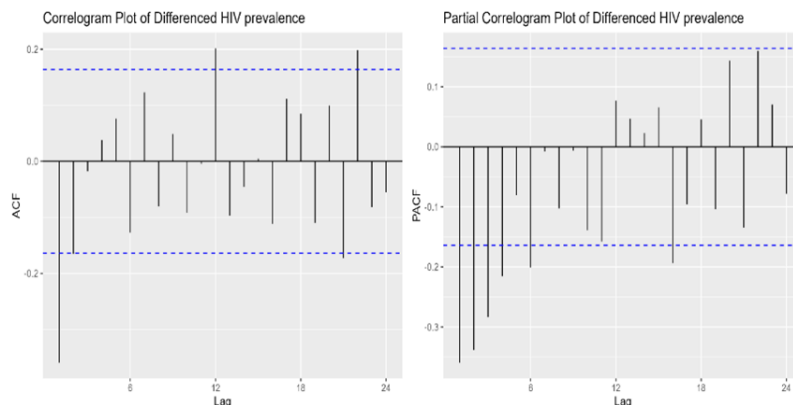 Correlogram Plot of Differenced HIV prevalence
0.2-
0.0-
-0.2-
ACF
6
12
18
24
Lag
Partial Correlogram Plot of Differenced HIV prevalence
0.1-
0.0-
-0.1-
-0.2-
-0.3-
PACF
6
12
18
24
Lag